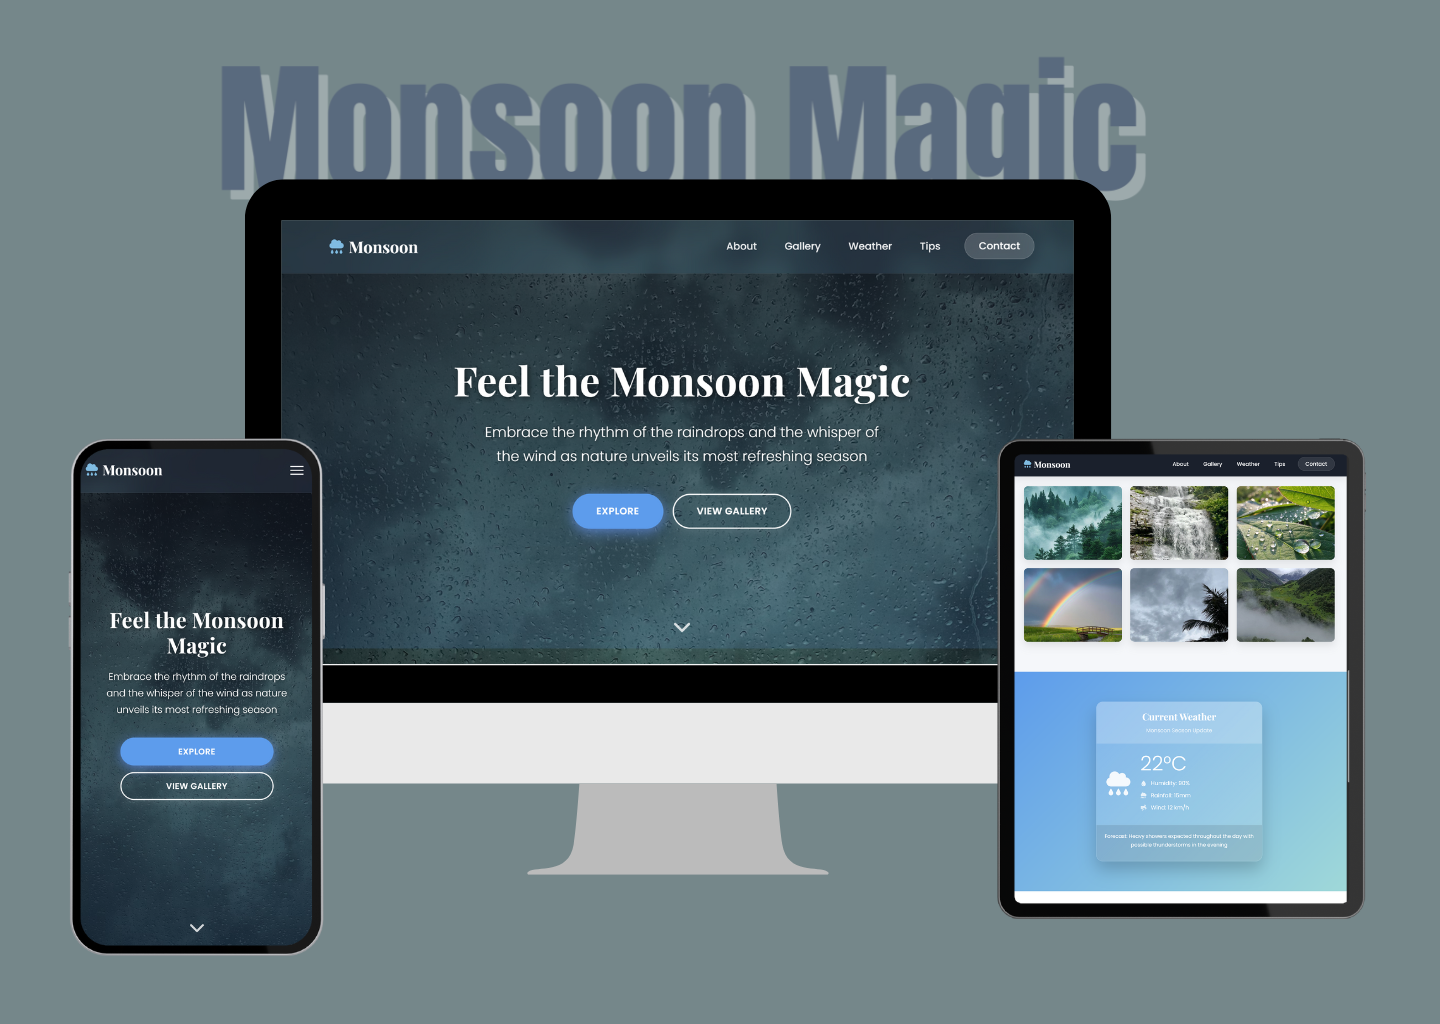 Monsoon Magic
Monsoon
About Gallery Weather Tips Contact
Feel the Monsoon Magic
Embrace the rhythm of the raindrops and the whisper of
the wind as nature unveils its most refreshing season
EXPLORE VIEW GALLERY
Monsoon
Feel the Monsoon
Magic
Embrace the rhythm of the raindrops
and the whisper of the wind as nature
unveils its most refreshing season
EXPLORE
VIEW GALLERY
Monsoon
About Gallery Weather Tips Contact
Current Weather
Monsoon Season Update
22°C
Humidity: 93%
Rainfall: 15mm
Wind: 12 km/h
Forecast: Heavy showers expected throughout the day with
possible thunderstorms in the evening